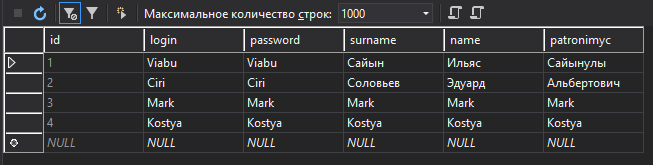 Максимальное количество строк: 1000
id login password surname name patronimyc
1 Viabu Viabu Сайын Ильяс Сайынулы
2 Ciri Ciri Соловьев Эдуард Альбертович
3 Mark Mark Mark Mark Mark
4 Kostya Kostya Kostya Kostya Kostya
NULL NULL NULL NULL NULL NULL